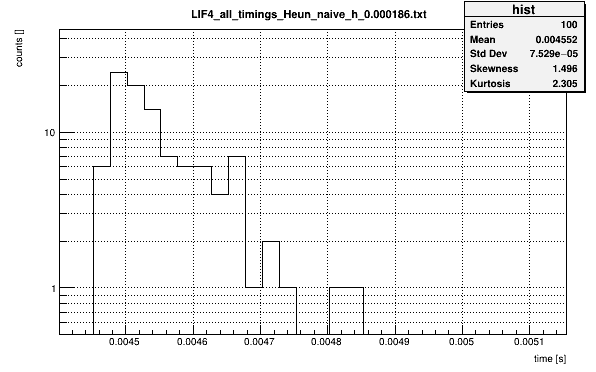 LIF4_all_timings_Heun_naive_h_0.000186.txt
hist
Entries 100
Mean 0.004552
Std Dev 7.529e−05
Skewness 1.496
Kurtosis 2.305
counts []
10
1
0.0045 0.0046 0.0047 0.0048 0.0049 0.005 0.0051
time [s]